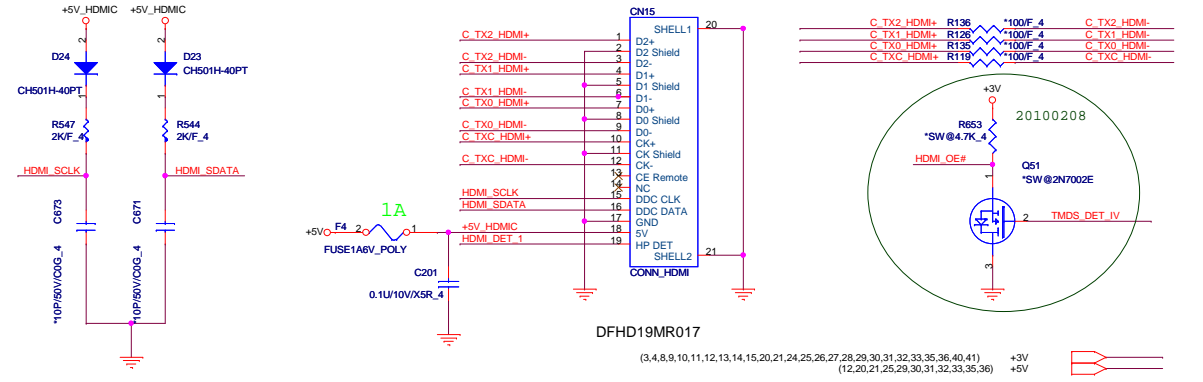 +5V_HDMIC +5V_HDMIC
2 2
D24 D23
CH501H-40PT
CH501H-40PT
1 1
R547 R544
2K/F_4 2K/F_4
HDMI_SCLK HDMI_SDATA
C673 C671
*10P/50V/C0G_4 *10P/50V/C0G_4
1A
+5V F4 2 1 +5V_HDMIC
FUSE1A6V_POLY
HDMI_DET_1
C201
0.1U/10V/X5R_4
CN15
SHELL1 20
C_TX2_HDMI+ 1 D2+
2 D2 Shield
C_TX2_HDMI- 3 D2-
C_TX1_HDMI+ 4 D1+
5 D1 Shield
C_TX1_HDMI- 6 D1-
C_TX0_HDMI+ 7 D0+
8 D0 Shield
C_TX0_HDMI- 9 D0-
C_TXC_HDMI+ 10 CK+
11 CK Shield
C_TXC_HDMI- 12 CK-
13 CE Remote
14 NC
HDMI_SCLK 15 DDC CLK
HDMI_SDATA 16 DDC DATA
17 GND
18 5V
19 HP DET
SHELL2 21
CONN_HDMI
DFHD19MR017
C_TX2_HDMI+ R136 *100/F_4 C_TX2_HDMI-
C_TX1_HDMI+ R126 *100/F_4 C_TX1_HDMI-
C_TX0_HDMI+ R135 *100/F_4 C_TX0_HDMI-
C_TXC_HDMI+ R119 *100/F_4 C_TXC_HDMI-
+3V
20100208
R653
*SW@4.7K_4
HDMI_OE#
Q51
*SW@2N7002E
1
2 TMDS_DET_IV
3
(3,4,8,9,10,11,12,13,14,15,20,21,24,25,26,27,28,29,30,31,32,33,35,36,40,41) +3V
(12,20,21,25,29,30,31,32,33,35,36) +5V